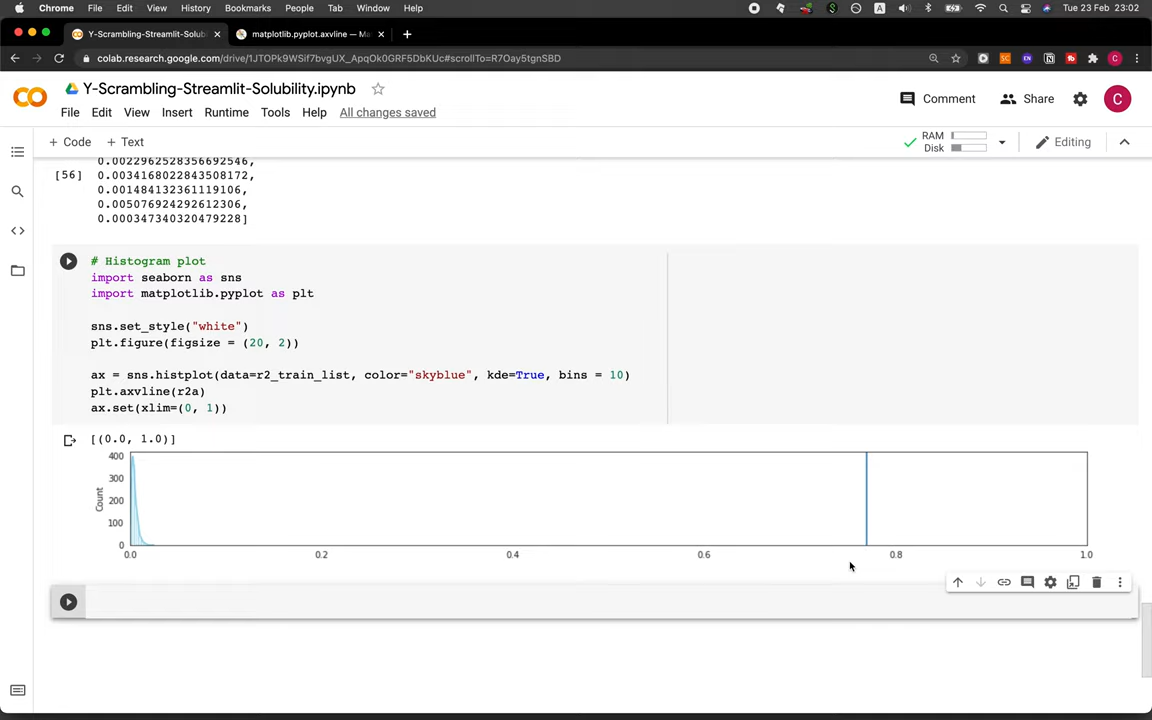 Chrome File Edit View History Bookmarks People Tab Window Help Tue 23 Feb 23:02
Y-Scrambling-Streamlit-Solub
matplotlib.pyplot.axvline — Ma
colab.research.google.com/drive/1JTOPk9WSif7bvgUX_ApqOk0GRF5DbKUc#scrollTo=R7Oay5tgnSBD
Y-Scrambling-Streamlit-Solubility.ipynb
Comment
Share
C
File Edit View Insert Runtime Tools Help All changes saved
+ Code + Text
RAM
Disk
Editing
0.0022962528356692546,
[56] 0.0034168022843508172,
0.001484132361119106,
0.005076924292612306,
0.000347340320479228]
# Histogram plot
import seaborn as sns
import matplotlib.pyplot as plt
sns.set_style("white")
plt.figure(figsize = (20, 2))
ax = sns.histplot(data=r2_train_list, color="skyblue", kde=True, bins = 10)
plt.axvline(r2a)
ax.set(xlim=(0, 1))
[(0.0, 1.0)]
400
300
200
100
0
Count
0.0 0.2 0.4 0.6 0.8 1.0